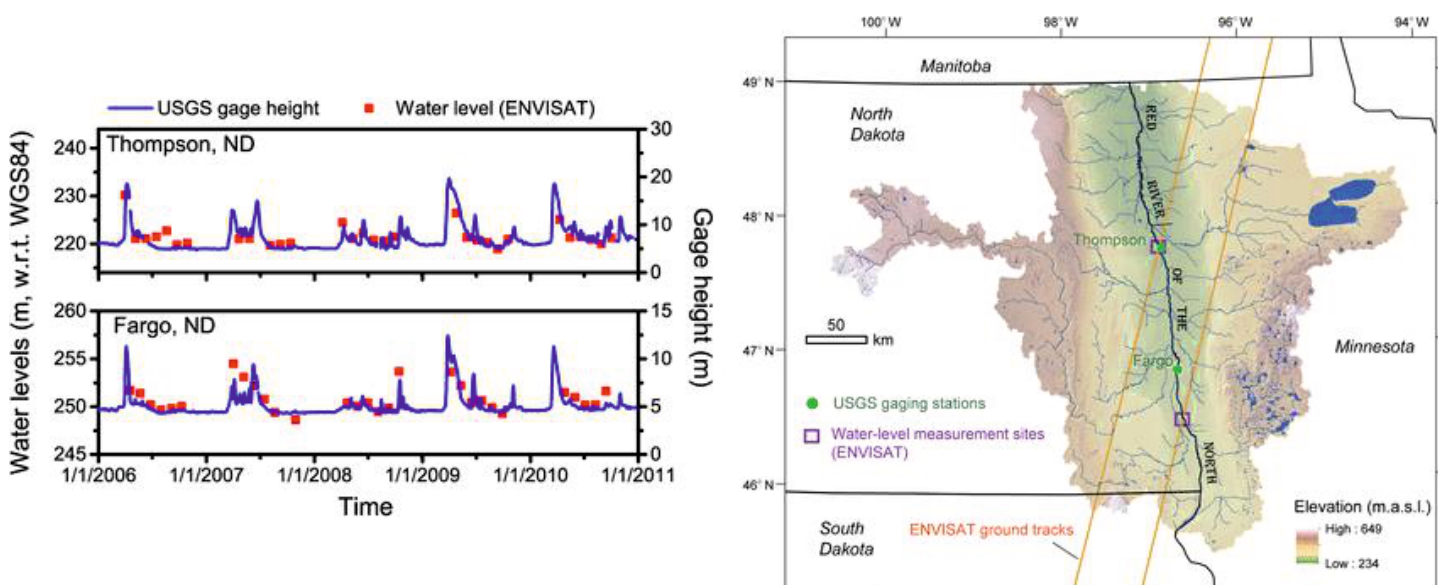 USGS gage height
Water level (ENVISAT)
Water levels (m, w.r.t. WGS84)
Thompson, ND
240
230
220
30
20
10
0
Fargo, ND
260
255
250
245
15
10
5
0
Gage height (m)
1/1/2006
1/1/2007
1/1/2008
1/1/2009
1/1/2010
1/1/2011
Time
100° W
98° W
96° W
94° W
49° N
48° N
47° N
46° N
Manitoba
North
Dakota
RED
RIVER
OF
THE
NORTH
Thompson
Fargo
50
km
Minnesota
USGS gaging stations
Water-level measurement sites
(ENVISAT)
South
Dakota
ENVISAT ground tracks
Elevation (m.a.s.l.)
High : 649
Low : 234